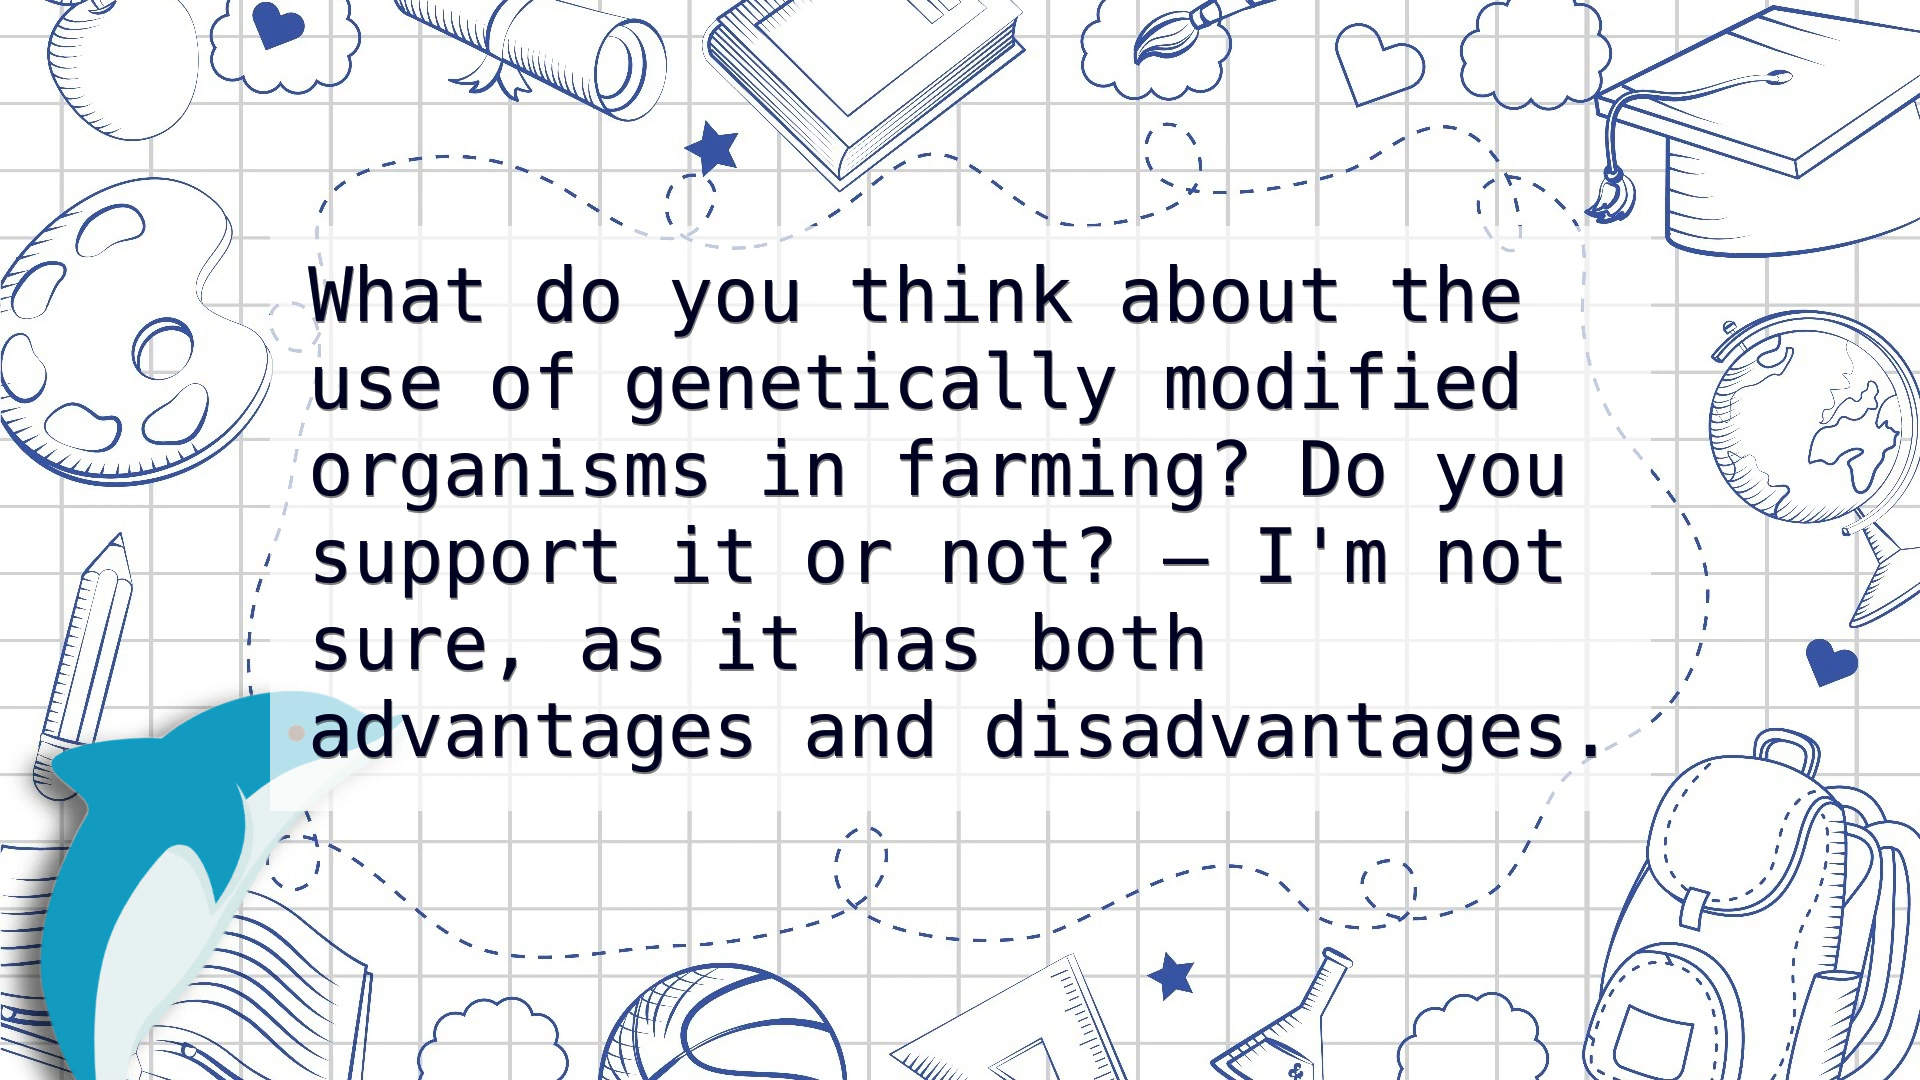 What do you think about the
use of genetically modified
organisms in farming? Do you
support it or not? – I'm not
sure, as it has both
advantages and disadvantages.